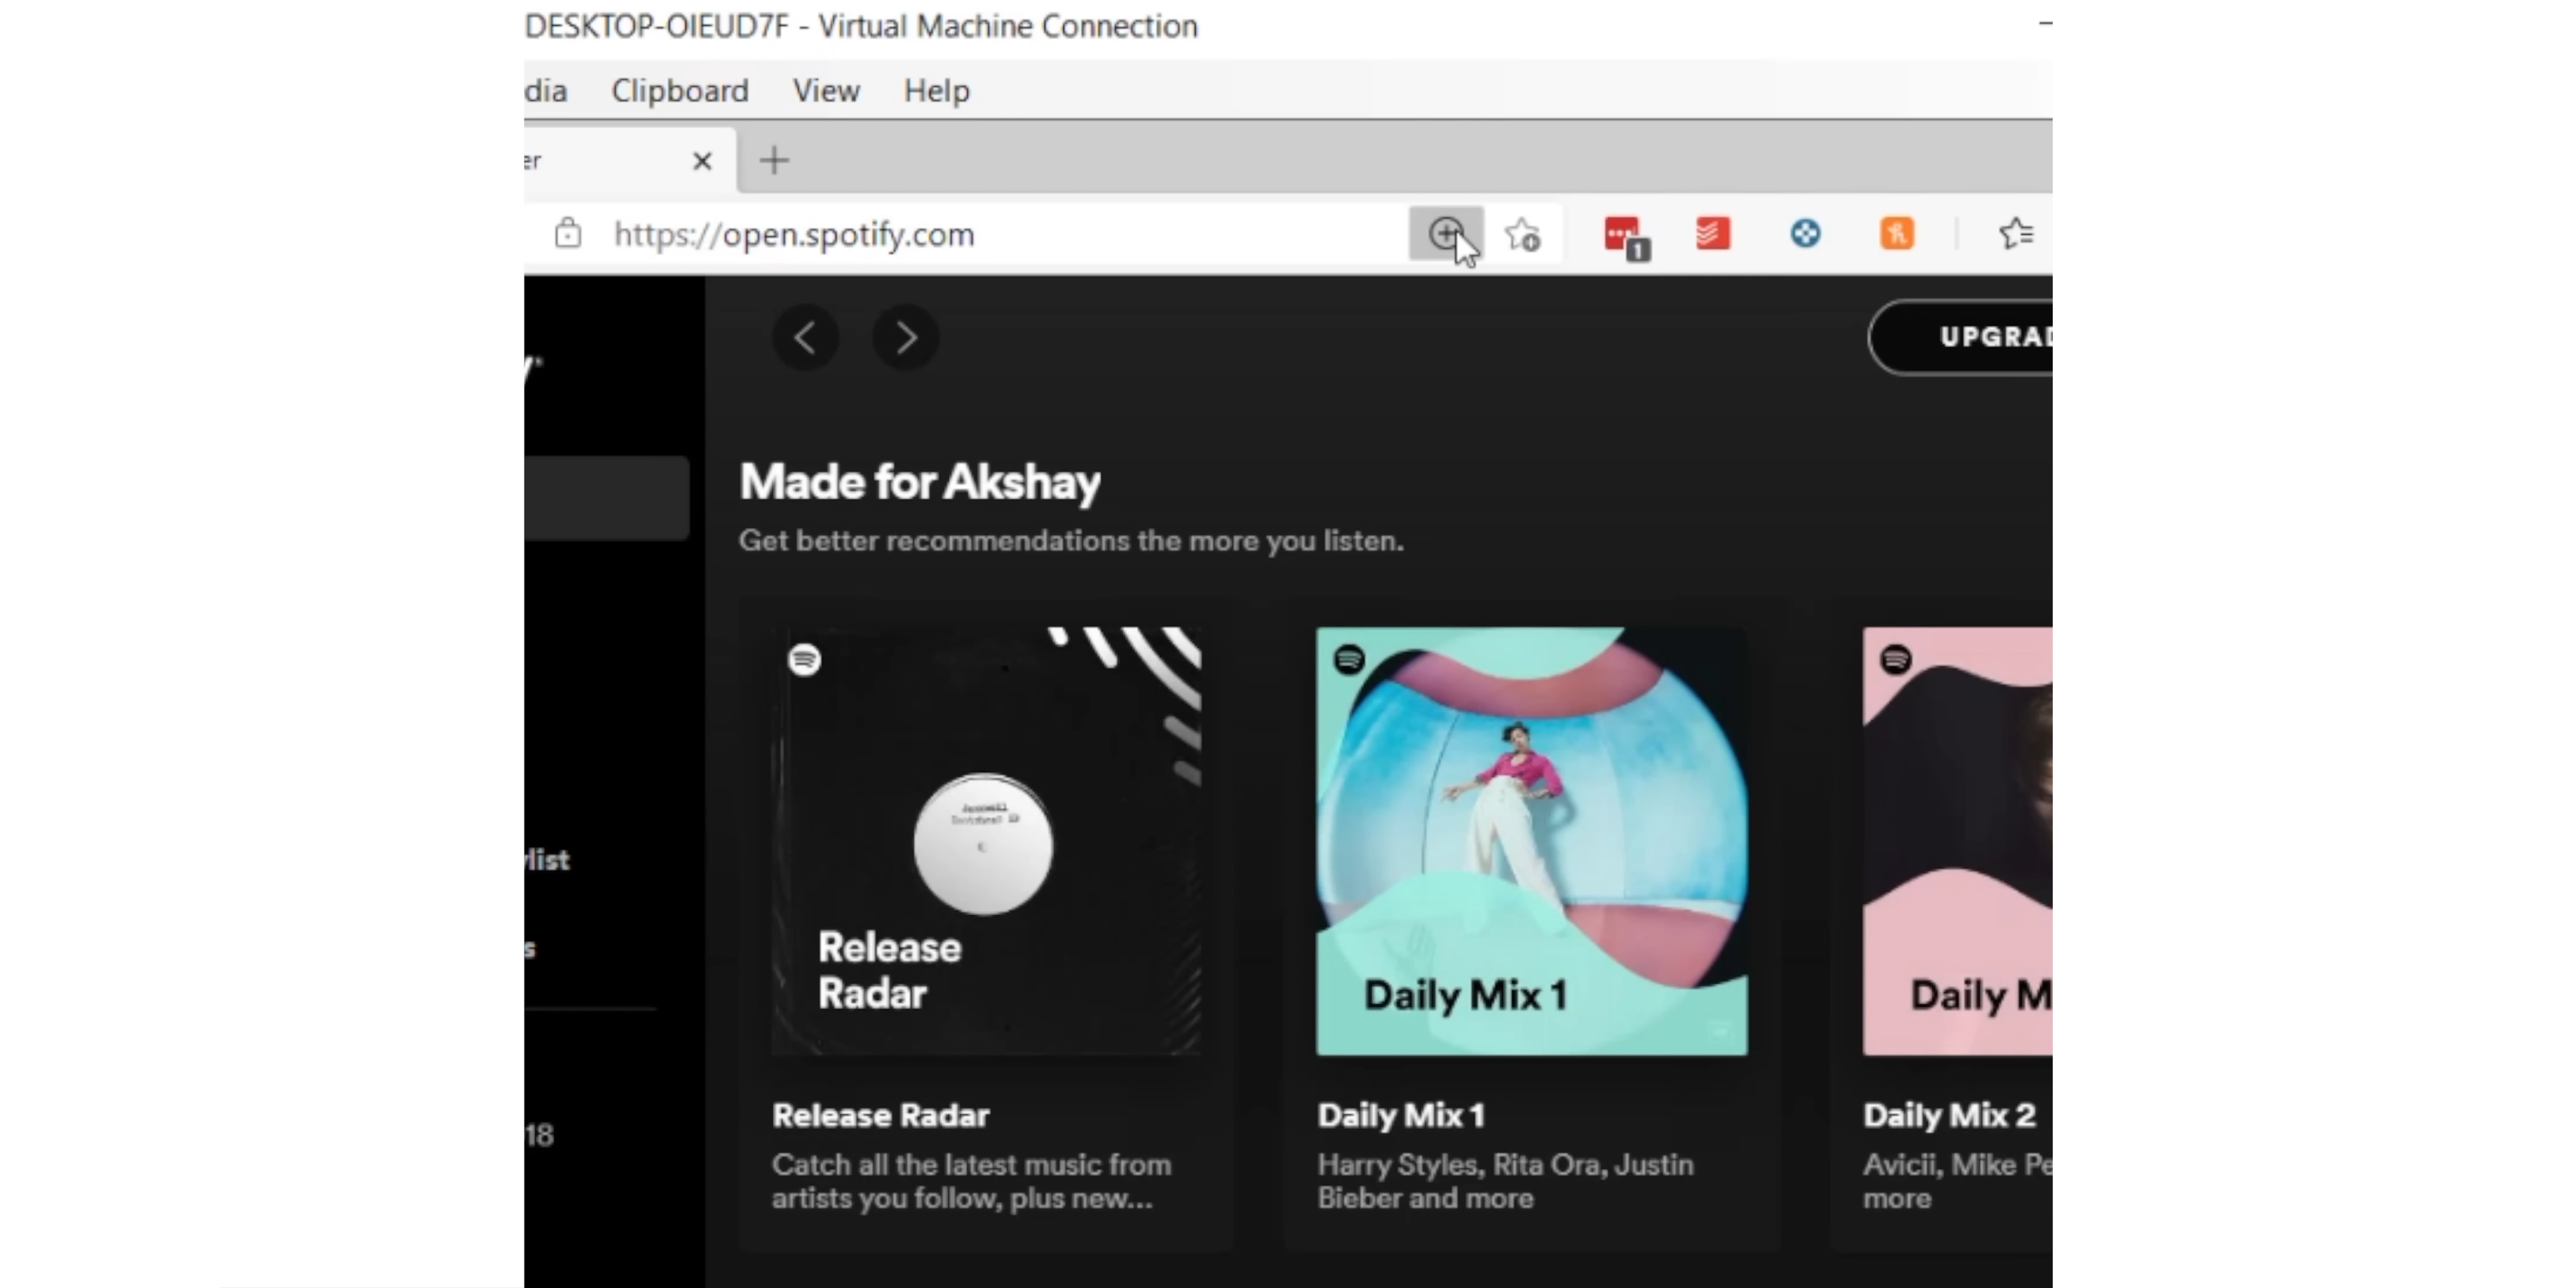 DESKTOP-OIEUD7F - Virtual Machine Connection
dia Clipboard View Help
er
https://open.spotify.com
1
UPGRAD
Made for Akshay
Get better recommendations the more you listen.
Release
Radar
Daily Mix 1
Daily M
list
s
18
Release Radar
Catch all the latest music from
artists you follow, plus new...
Daily Mix 1
Harry Styles, Rita Ora, Justin
Bieber and more
Daily Mix 2
Avicii, Mike Pe
more